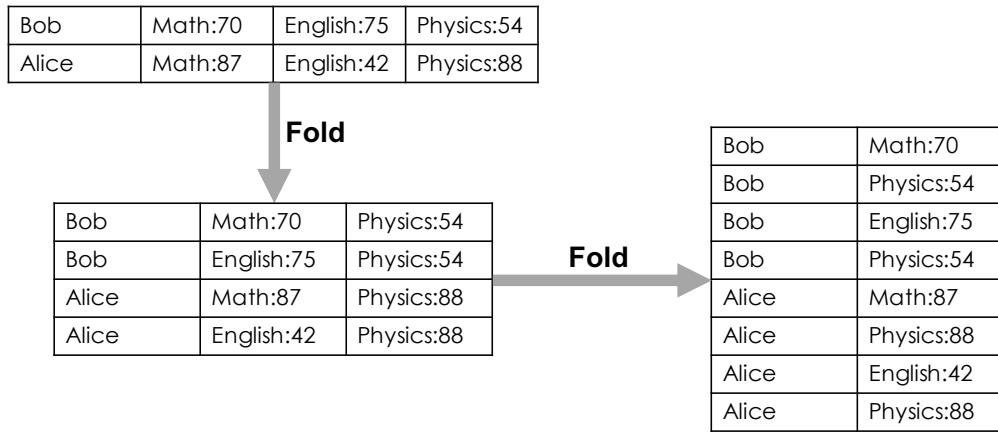 Bob Math:70 English:75 Physics:54
Alice Math:87 English:42 Physics:88
Fold
Bob Math:70 Physics:54
Bob English:75 Physics:54
Alice Math:87 Physics:88
Alice English:42 Physics:88
Fold
Bob Math:70
Bob Physics:54
Bob English:75
Bob Physics:54
Alice Math:87
Alice Physics:88
Alice English:42
Alice Physics:88